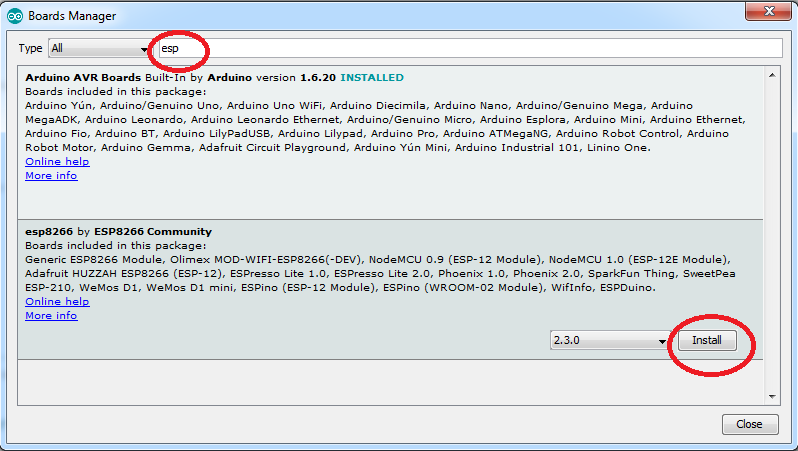 Boards Manager
Type All esp
Arduino AVR Boards Built-In by Arduino version 1.6.20 INSTALLED
Boards included in this package:
Arduino Yún, Arduino/Genuino Uno, Arduino Uno WiFi, Arduino Diecimila, Arduino Nano, Arduino/Genuino Mega, Arduino
MegaADK, Arduino Leonardo, Arduino Leonardo Ethernet, Arduino/Genuino Micro, Arduino Esplora, Arduino Mini, Arduino Ethernet,
Arduino Fio, Arduino BT, Arduino LilyPadUSB, Arduino Lilypad, Arduino Pro, Arduino ATMegaNG, Arduino Robot Control, Arduino
Robot Motor, Arduino Gemma, Adafruit Circuit Playground, Arduino Yún Mini, Arduino Industrial 101, Linino One.
Online help
More info
esp8266 by ESP8266 Community
Boards included in this package:
Generic ESP8266 Module, Olimex MOD-WIFI-ESP8266(-DEV), NodeMCU 0.9 (ESP-12 Module), NodeMCU 1.0 (ESP-12E Module),
Adafruit HUZZAH ESP8266 (ESP-12), ESPresso Lite 1.0, ESPresso Lite 2.0, Phoenix 1.0, Phoenix 2.0, SparkFun Thing, SweetPea
ESP-210, WeMos D1, WeMos D1 mini, ESPino (ESP-12 Module), ESPino (WROOM-02 Module), WifInfo, ESPDuino.
Online help
More info
2.3.0 Install
Close